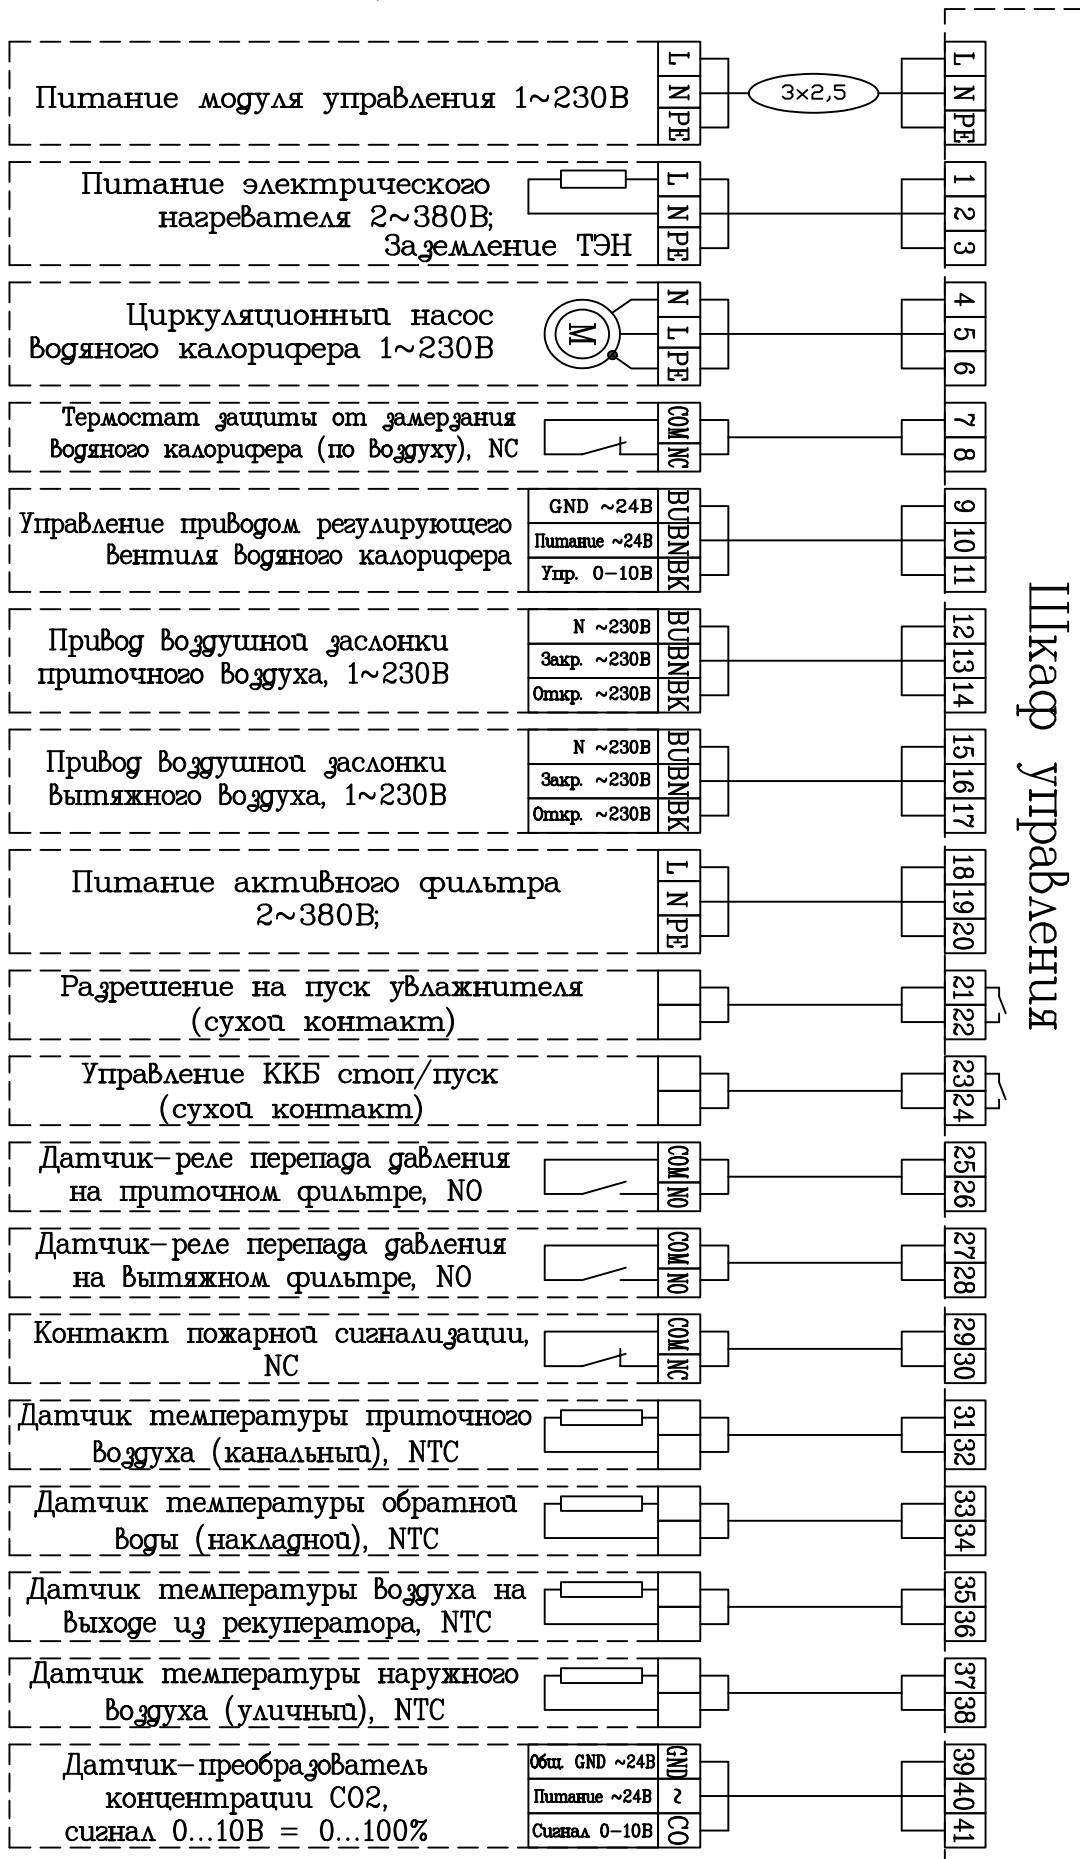 Питание модуля управления 1~230В
L
N
PE
3x2,5
L
N
PE
Питание электрического
нагревателя 2~380В;
Заземление ТЭН
L
N
PE
1
2
3
Циркуляционный насос
водяного калорифера 1~230В
M
N
L
PE
4
5
6
Термостат защиты от замерзания
водяного калорифера (по воздуху), NC
COM
NC
7
8
Управление приводом регулирующего
вентиля водяного калорифера
GND ~24В
Питание ~24В
Упр. 0-10В
BU
BN
BK
9
10
11
Привод воздушной заслонки
приточного воздуха, 1~230В
N ~230В
Закр. ~230В
Откр. ~230В
BU
BN
BK
12
13
14
Привод воздушной заслонки
вытяжного воздуха, 1~230В
N ~230В
Закр. ~230В
Откр. ~230В
BU
BN
BK
15
16
17
Питание активного фильтра
2~380В;
L
N
PE
18
19
20
Разрешение на пуск увлажнителя
(сухой контакт)
21
22
Управление ККБ стоп/пуск
(сухой контакт)
23
24
Датчик-реле перепада давления
на приточном фильтре, NO
COM
NO
25
26
Датчик-реле перепада давления
на вытяжном фильтре, NO
COM
NO
27
28
Контакт пожарной сигнализации,
NC
COM
NC
29
30
Датчик температуры приточного
воздуха (канальный), NTC
31
32
Датчик температуры обратной
воды (накладной), NTC
33
34
Датчик температуры воздуха на
выходе из рекуператора, NTC
35
36
Датчик температуры наружного
воздуха (уличный), NTC
37
38
Датчик-преобразователь
концентрации CO2,
сигнал 0...10В = 0...100%
Общ. GND ~24В
Питание ~24В
Сигнал 0-10В
GND
~
CO
39
40
41
Шкаф управления